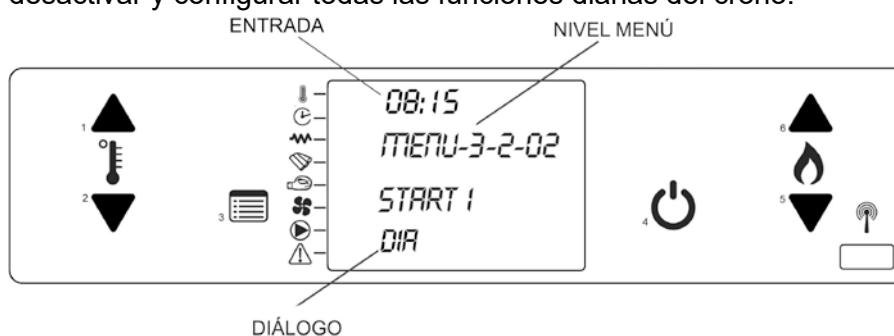 desactivar y configurar todas las funciones diarias del crono.
ENTRADA
NIVEL MENÚ
08:15
MENU-3-2-02
START 1
DIA
1
2
3
4
6
5
DIÁLOGO